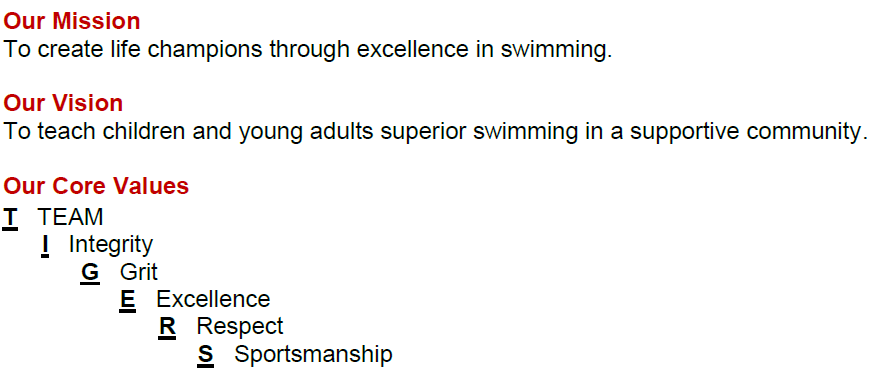 Our Mission
To create life champions through excellence in swimming.
Our Vision
To teach children and young adults superior swimming in a supportive community.
Our Core Values
T TEAM
I Integrity
G Grit
E Excellence
R Respect
S Sportsmanship